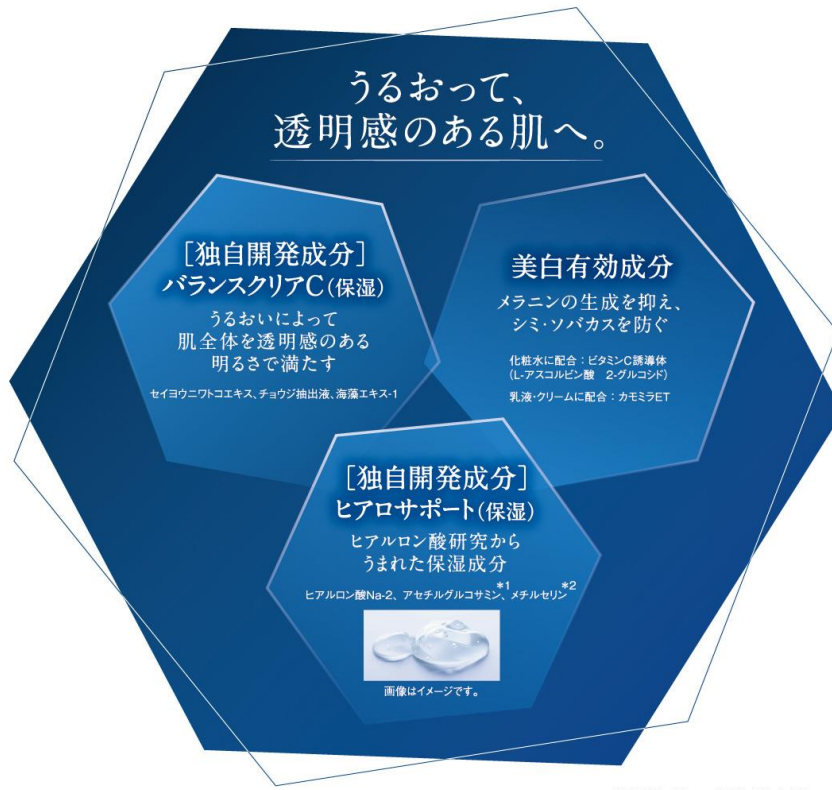 うるおって、
透明感のある肌へ。
［独自開発成分］
バランスクリアC（保湿）
うるおいによって
肌全体を透明感のある
明るさで満たす
セイヨウニワトコエキス、チョウジ抽出液、海藻エキス-1
美白有効成分
メラニンの生成を抑え、
シミ・ソバカスを防ぐ
化粧水に配合：ビタミンC誘導体
（L-アスコルビン酸　2-グルコシド）
乳液・クリームに配合：カモミラET
［独自開発成分］
ヒアロサポート（保湿）
ヒアルロン酸研究から
うまれた保湿成分
ヒアルロン酸Na-2、アセチルグルコサミン*1、メチルセリン*2
画像はイメージです。